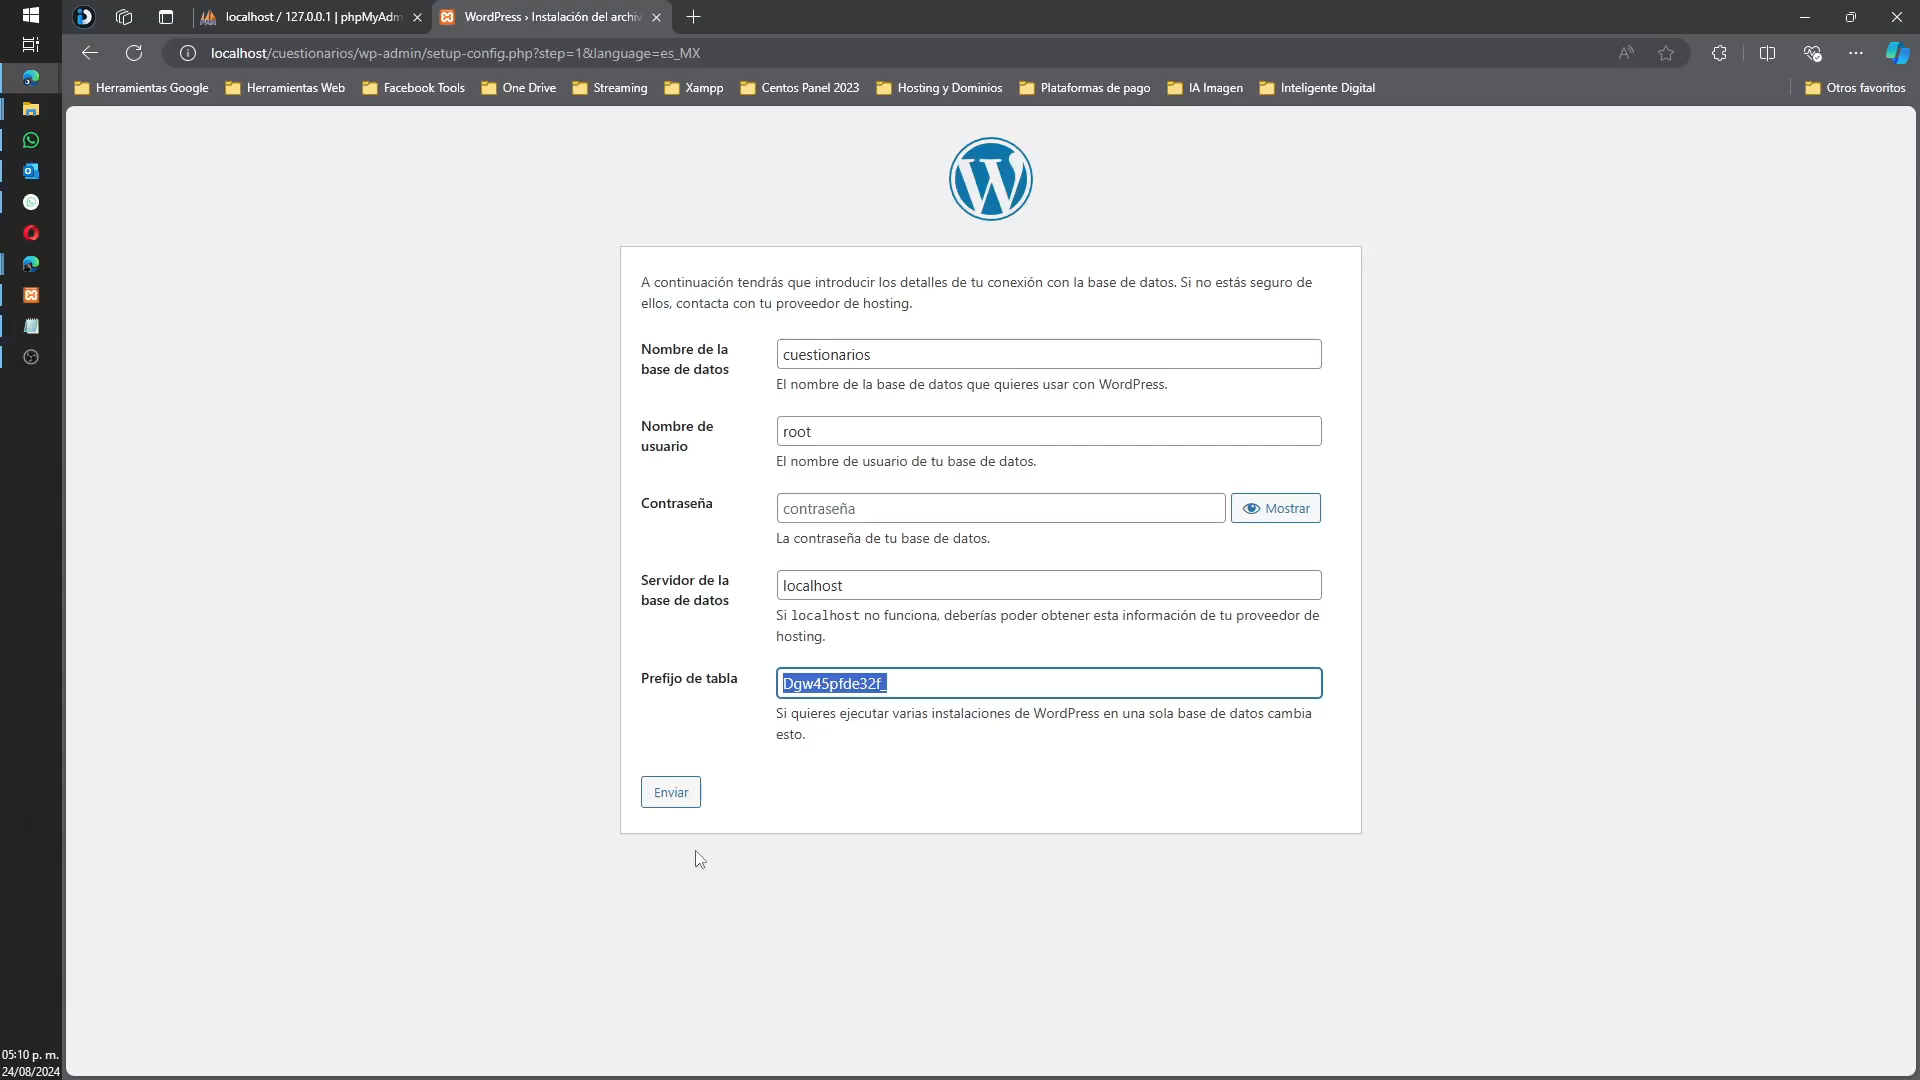 localhost / 127.0.0.1 | phpMyAdm
WordPress › Instalación del archiv
localhost/cuestionarios/wp-admin/setup-config.php?step=1&language=es_MX
Herramientas Google
Herramientas Web
Facebook Tools
One Drive
Streaming
Xampp
Centos Panel 2023
Hosting y Dominios
Plataformas de pago
IA Imagen
Inteligente Digital
Otros favoritos
A continuación tendrás que introducir los detalles de tu conexión con la base de datos. Si no estás seguro de
ellos, contacta con tu proveedor de hosting.
Nombre de la
base de datos
cuestionarios
El nombre de la base de datos que quieres usar con WordPress.
Nombre de
usuario
root
El nombre de usuario de tu base de datos.
Contraseña
contraseña
Mostrar
La contraseña de tu base de datos.
Servidor de la
base de datos
localhost
Si localhost no funciona, deberías poder obtener esta información de tu proveedor de
hosting.
Prefijo de tabla
Dgw45pfde32f_
Si quieres ejecutar varias instalaciones de WordPress en una sola base de datos cambia
esto.
Enviar
05:10 p. m.
24/08/2024